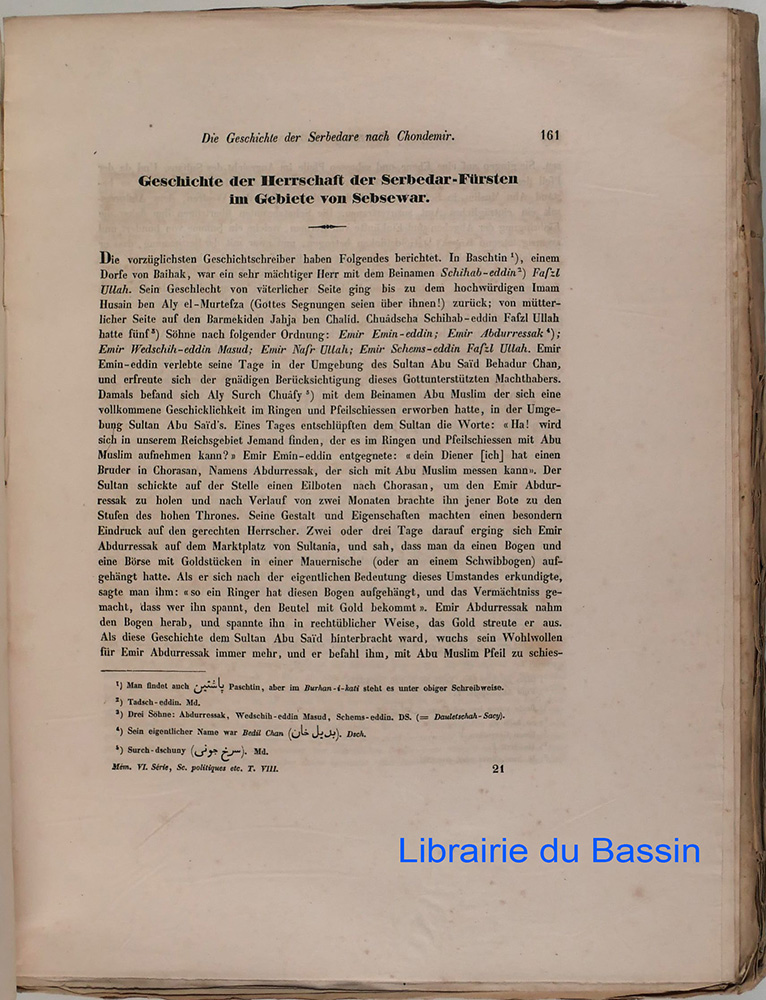 Die Geschichte der Serbedare nach Chondemir. 161
Geschichte der Herrschaft der Serbedar-Fürsten
im Gebiete von Sebsewar.
Die vorzüglichsten Geschichtschreiber haben Folgendes berichtet. In Baschtin ¹), einem
Dorfe von Baihak, war ein sehr mächtiger Herr mit dem Beinamen Schihab-eddin²) Fafzl
Ullah. Sein Geschlecht von väterlicher Seite ging bis zu dem hochwürdigen Imam
Husain ben Aly el-Murtefza (Gottes Segnungen seien über ihnen!) zurück; von mütter-
licher Seite auf den Barmekiden Jahja ben Chalid. Chuâdscha Schihab-eddin Fafzl Ullah
hatte fünf³) Söhne nach folgender Ordnung: Emir Emin-eddin; Emir Abdurressak⁴);
Emir Wedschih-eddin Masud; Emir Nafr Ullah; Emir Schems-eddin Fafzl Ullah. Emir
Emin-eddin verlebte seine Tage in der Umgebung des Sultan Abu Saïd Behadur Chan,
und erfreute sich der gnädigen Berücksichtigung dieses Gottunterstützten Machthabers.
Damals befand sich Aly Surch Chuâfy ⁵) mit dem Beinamen Abu Muslim der sich eine
vollkommene Geschicklichkeit im Ringen und Pfeilschiessen erworben hatte, in der Umge-
bung Sultan Abu Saïd's. Eines Tages entschlüpften dem Sultan die Worte: «Ha! wird
sich in unserem Reichsgebiet Jemand finden, der es im Ringen und Pfeilschiessen mit Abu
Muslim aufnehmen kann?» Emir Emin-eddin entgegnete: «dein Diener [ich] hat einen
Bruder in Chorasan, Namens Abdurressak, der sich mit Abu Muslim messen kann». Der
Sultan schickte auf der Stelle einen Eilboten nach Chorasan, um den Emir Abdur-
ressak zu holen und nach Verlauf von zwei Monaten brachte ihn jener Bote zu den
Stufen des hohen Thrones. Seine Gestalt und Eigenschaften machten einen besondern
Eindruck auf den gerechten Herrscher. Zwei oder drei Tage darauf erging sich Emir
Abdurressak auf dem Marktplatz von Sultania, und sah, dass man da einen Bogen und
eine Börse mit Goldstücken in einer Mauernische (oder an einem Schwibbogen) auf-
gehängt hatte. Als er sich nach der eigentlichen Bedeutung dieses Umstandes erkundigte,
sagte man ihm: «so ein Ringer hat diesen Bogen aufgehängt, und das Vermächtniss ge-
macht, dass wer ihn spannt, den Beutel mit Gold bekommt». Emir Abdurressak nahm
den Bogen herab, und spannte ihn in rechtüblicher Weise, das Gold streute er aus.
Als diese Geschichte dem Sultan Abu Saïd hinterbracht ward, wuchs sein Wohlwollen
für Emir Abdurressak immer mehr, und er befahl ihm, mit Abu Muslim Pfeil zu schies-
¹) Man findet auch پاشتین Paschtin, aber im Burhan-i-kati steht es unter obiger Schreibweise.
²) Tadsch-eddin. Md.
³) Drei Söhne: Abdurressak, Wedschih-eddin Masud, Schems-eddin. DS. (= Dauletschah-Sacy).
⁴) Sein eigentlicher Name war Bedil Chan (بديل خان). Dsch.
⁵) Surch-dschuny (سرخ جونى). Md.
Mém. VI. Série, Sc. politiques etc. T. VIII. 21
Librairie du Bassin